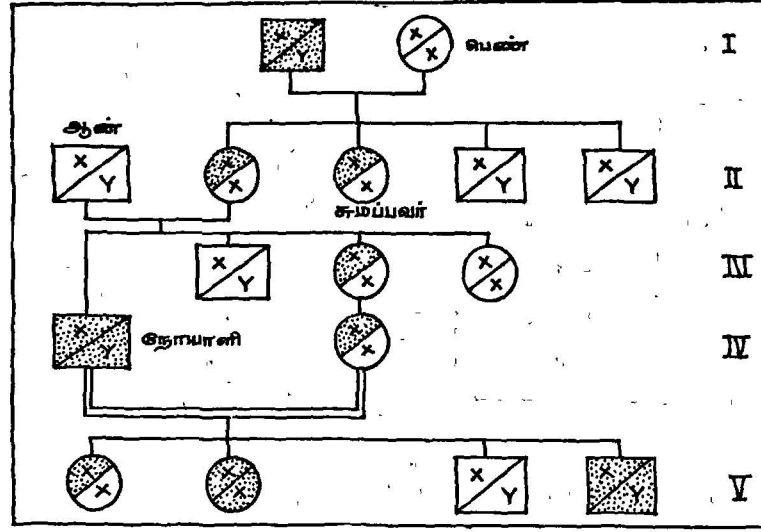 X Y X X பெண் I
ஆண்
X Y X X X X X Y X Y II
சுமப்பவர்
X Y X X X X III
X Y நோயாளி X X IV
X X X X X Y X Y V